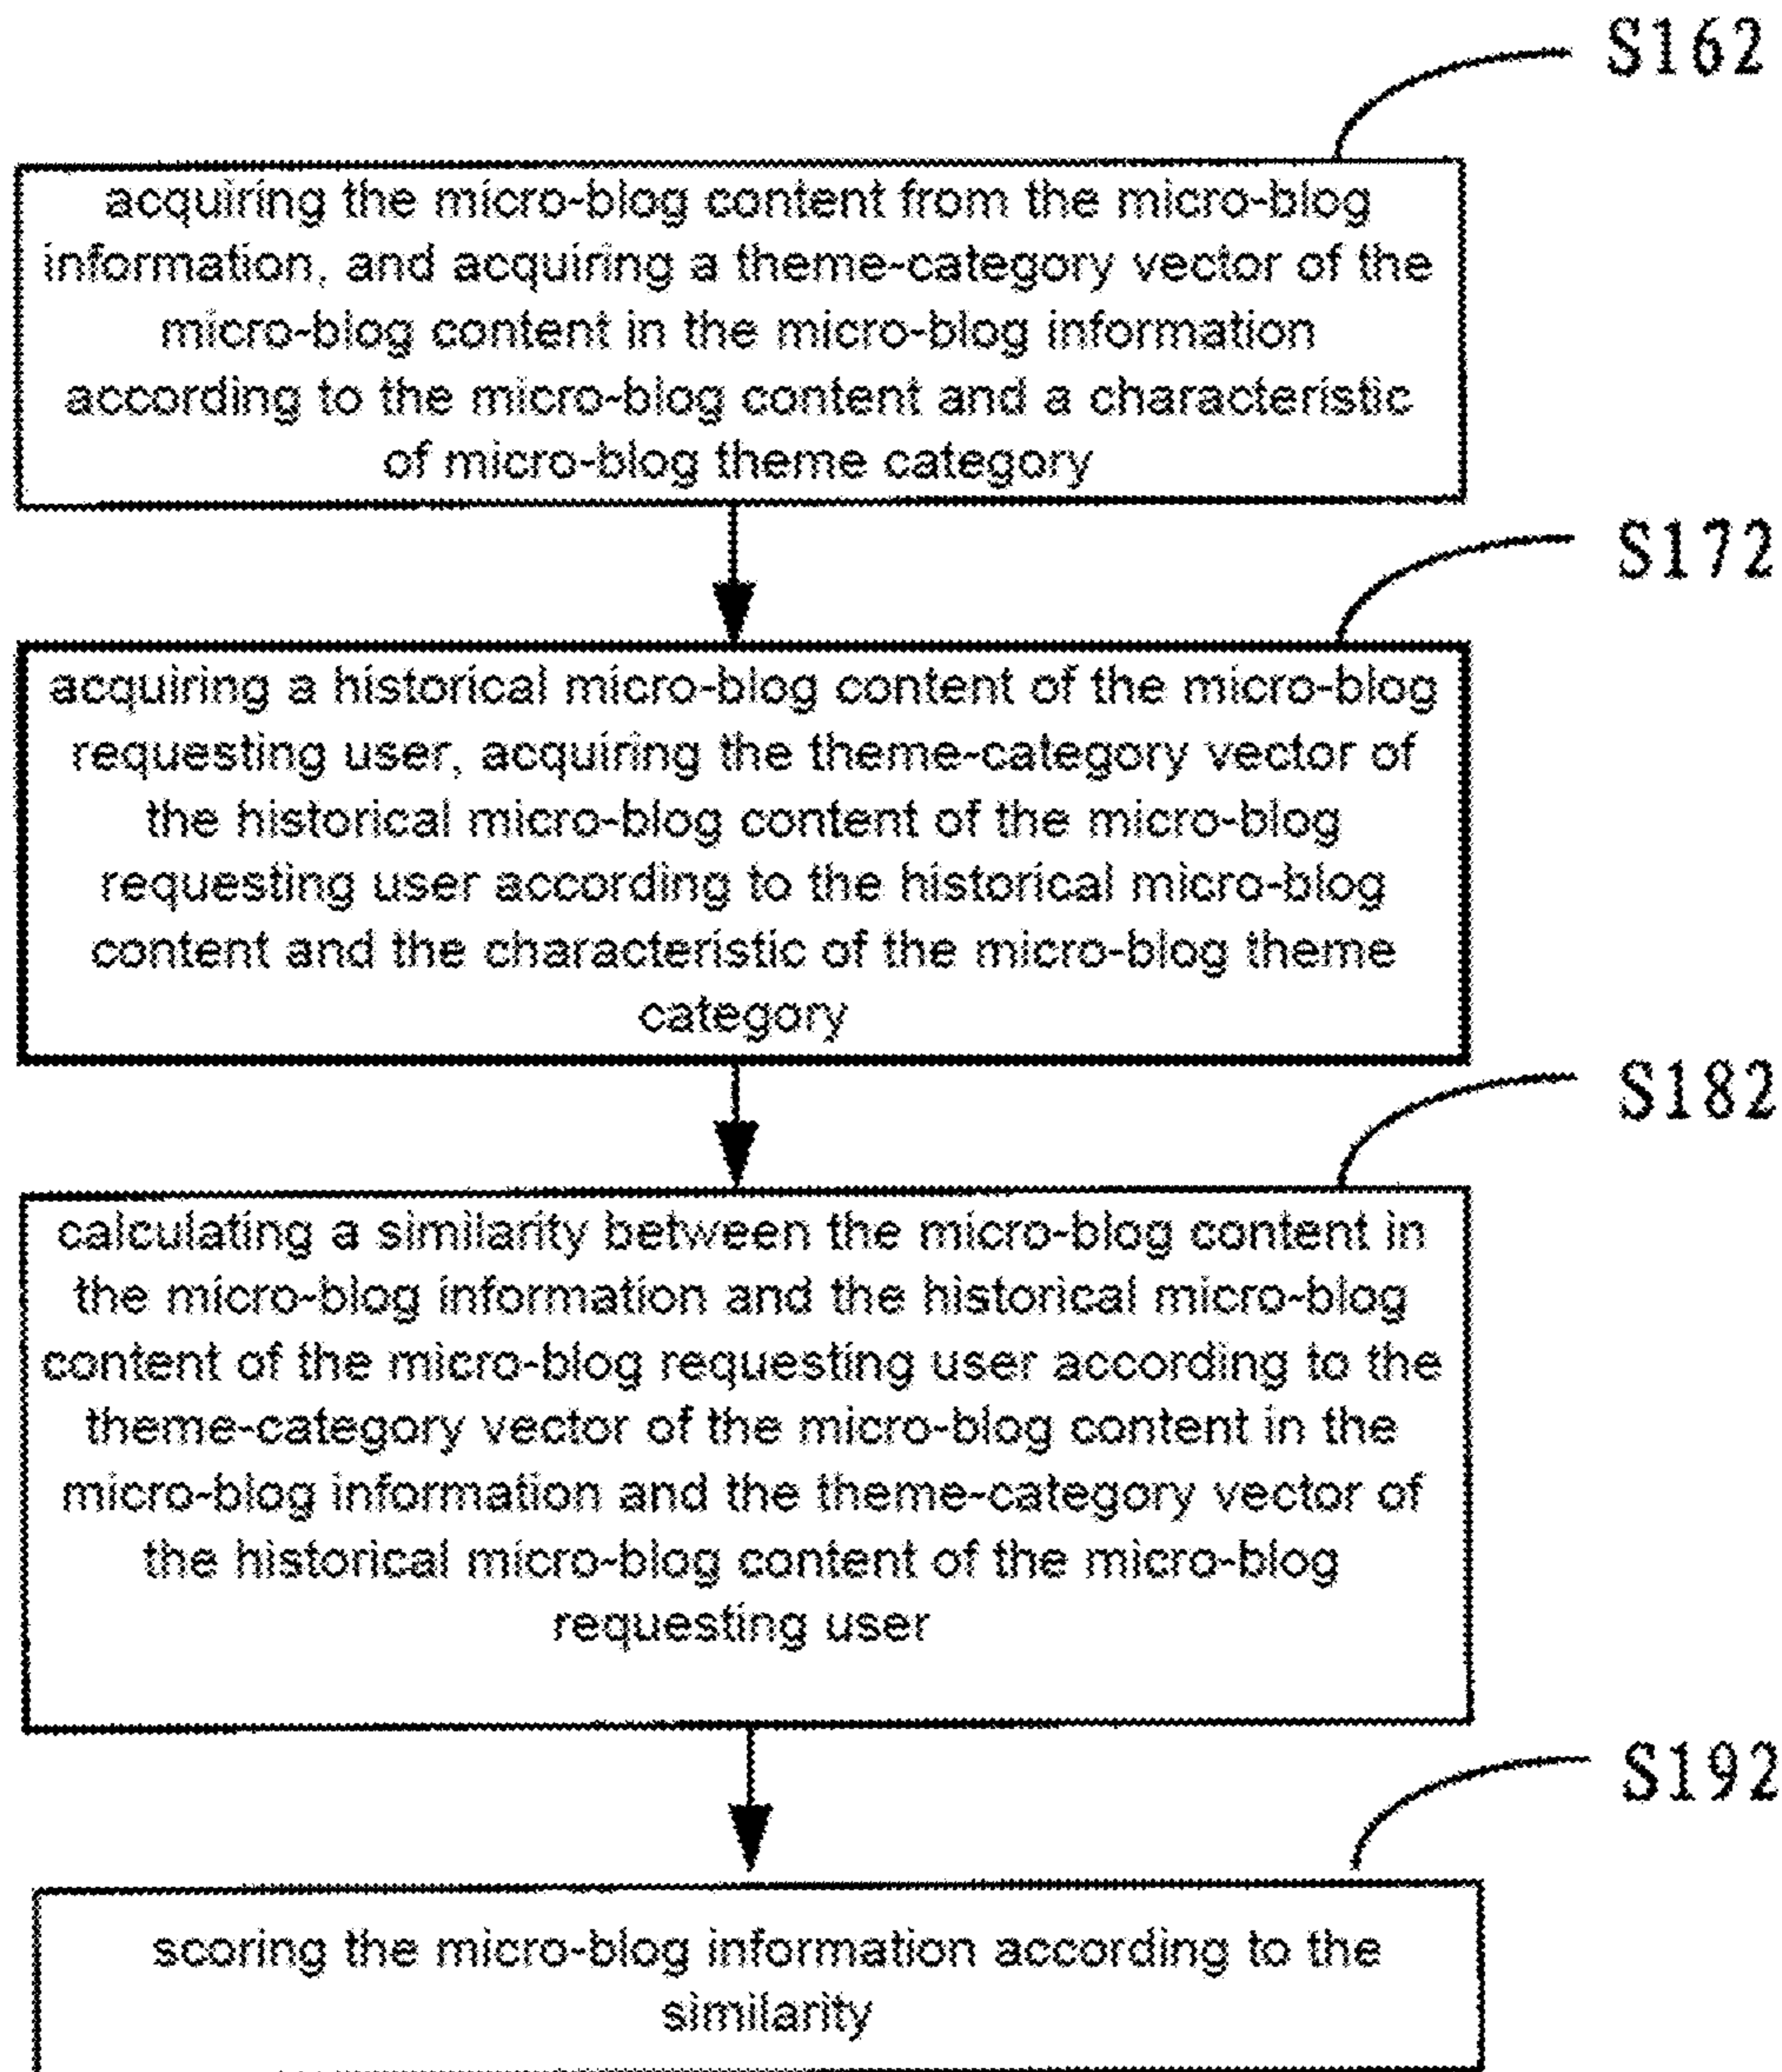 S162
acquiring the micro-blog content from the micro-blog
information, and acquiring a theme-category vector of the
micro-blog content in the micro-blog information
according to the micro-blog content and a characteristic
of micro-blog theme category
S172
acquiring a historical micro-blog content of the micro-blog
requesting user, acquiring the theme-category vector of
the historical micro-blog content of the micro-blog
requesting user according to the historical micro-blog
content and the characteristic of the micro-blog theme
category
S182
calculating a similarity between the micro-blog content in
the micro-blog information and the historical micro-blog
content of the micro-blog requesting user according to the
theme-category vector of the micro-blog content in the
micro-blog information and the theme-category vector of
the historical micro-blog content of the micro-blog
requesting user
S192
scoring the micro-blog information according to the
similarity